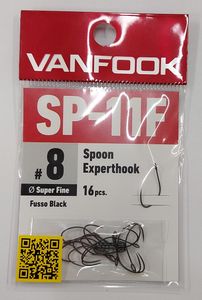 VANFOOK
SP-11F
#8
Spoon
Experthook
Ø Super Fine
16pcs.
Fusso Black